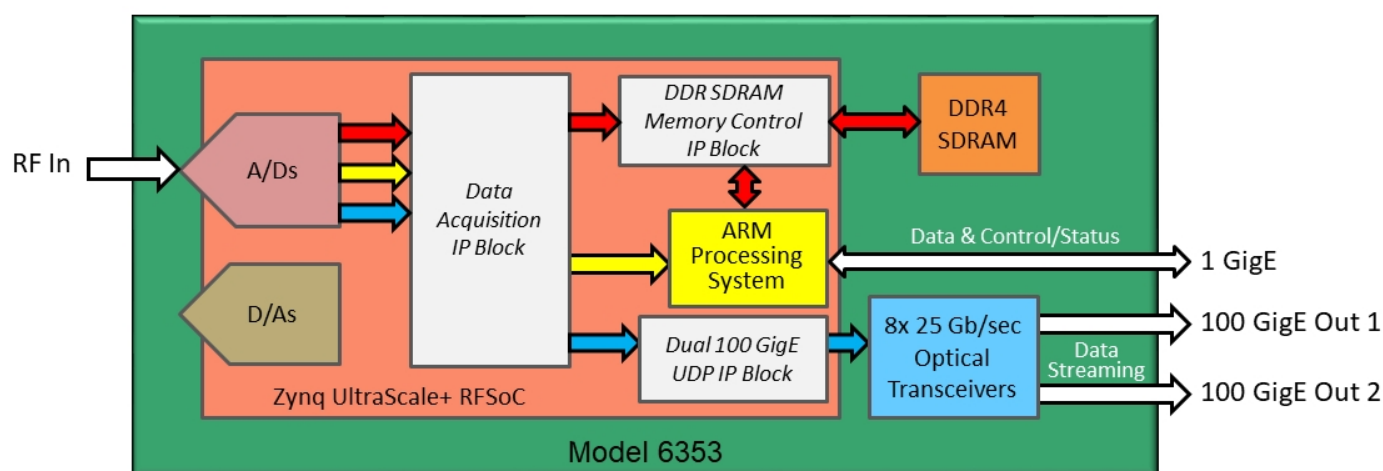 RF In
A/Ds
D/As
Data
Acquisition
IP Block
DDR SDRAM
Memory Control
IP Block
DDR4
SDRAM
ARM
Processing
System
Data & Control/Status
1 GigE
Dual 100 GigE
UDP IP Block
8x 25 Gb/sec
Optical
Transceivers
Data
Streaming
100 GigE Out 1
100 GigE Out 2
Zynq UltraScale+ RFSoC
Model 6353